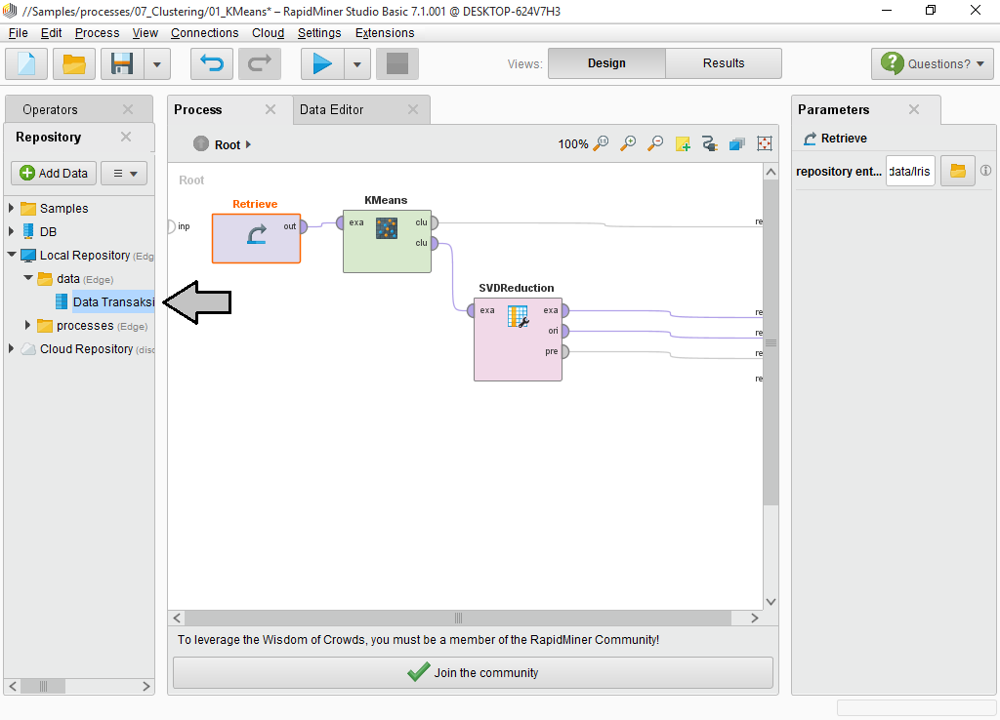 //Samples/processes/07_Clustering/01_KMeans* – RapidMiner Studio Basic 7.1.001 @ DESKTOP-624V7H3
File Edit Process View Connections Cloud Settings Extensions
Views: Design Results Questions?
Operators
Repository
Add Data
Samples
DB
Local Repository (Edg
data (Edge)
Data Transaksi
processes (Edge)
Cloud Repository (disc
Process Data Editor
Root 100%
Root
inp
Retrieve
out
KMeans
exa clu
clu
re
SVDReduction
exa exa
ori
pre
re
re
re
re
To leverage the Wisdom of Crowds, you must be a member of the RapidMiner Community!
Join the community
Parameters
Retrieve
repository ent... data/Iris